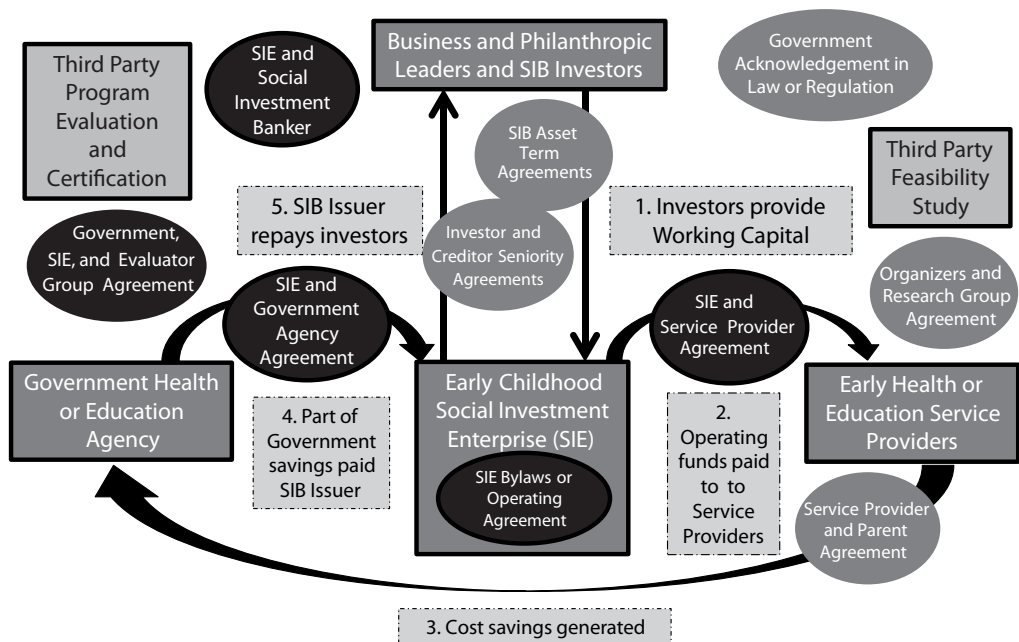 Third Party
Program
Evaluation
and
Certification
SIE and
Social
Investment
Banker
Business and Philanthropic
Leaders and SIB Investors
Government
Acknowledgement in
Law or Regulation
SIB Asset
Term
Agreements
Third Party
Feasibility
Study
5. SIB Issuer
repays investors
1. Investors provide
Working Capital
Government,
SIE, and Evaluator
Group Agreement
Investor and
Creditor Seniority
Agreements
Organizers and
Research Group
Agreement
SIE and
Government
Agency
Agreement
SIE and
Service Provider
Agreement
Government Health
or Education
Agency
Early Childhood
Social Investment
Enterprise (SIE)
Early Health or
Education Service
Providers
4. Part of
Government
savings paid
SIB Issuer
SIE Bylaws or
Operating
Agreement
2.
Operating
funds paid
to to
Service
Providers
Service Provider
and Parent
Agreement
3. Cost savings generated